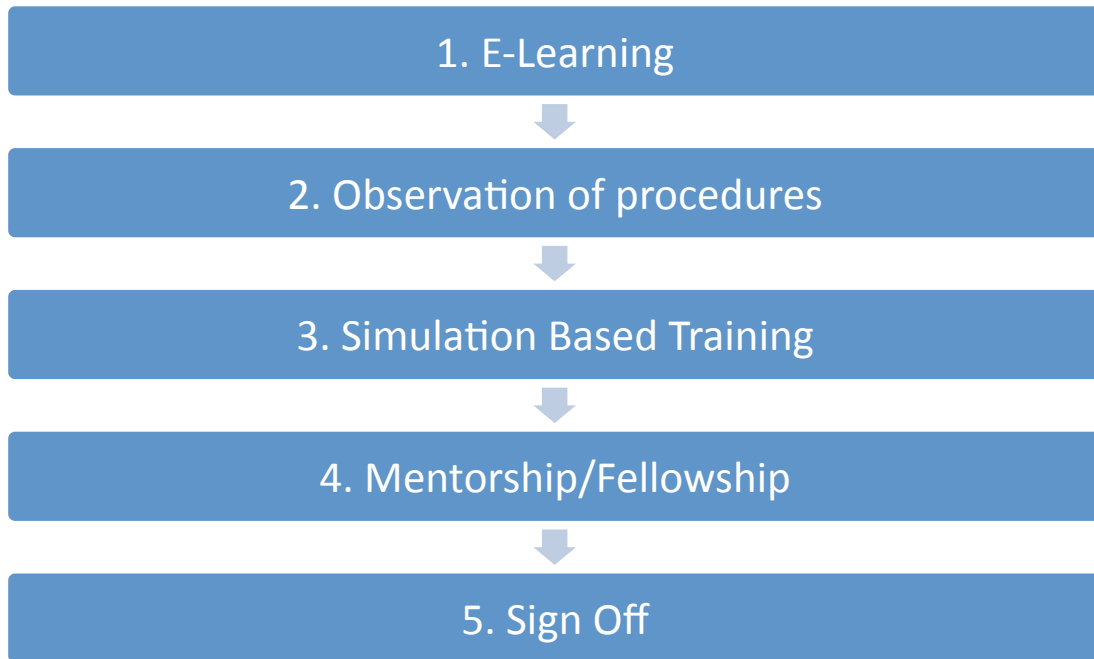 1. E-Learning
2. Observation of procedures
3. Simulation Based Training
4. Mentorship/Fellowship
5. Sign Off